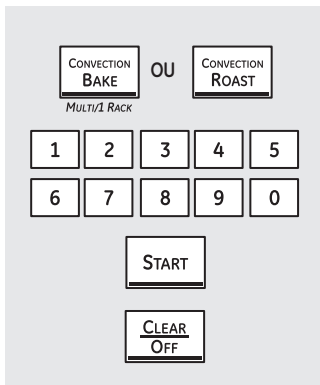 CONVECTION BAKE OU CONVECTION ROAST
MULTI/1 RACK
1 2 3 4 5
6 7 8 9 0
START
CLEAR
OFF